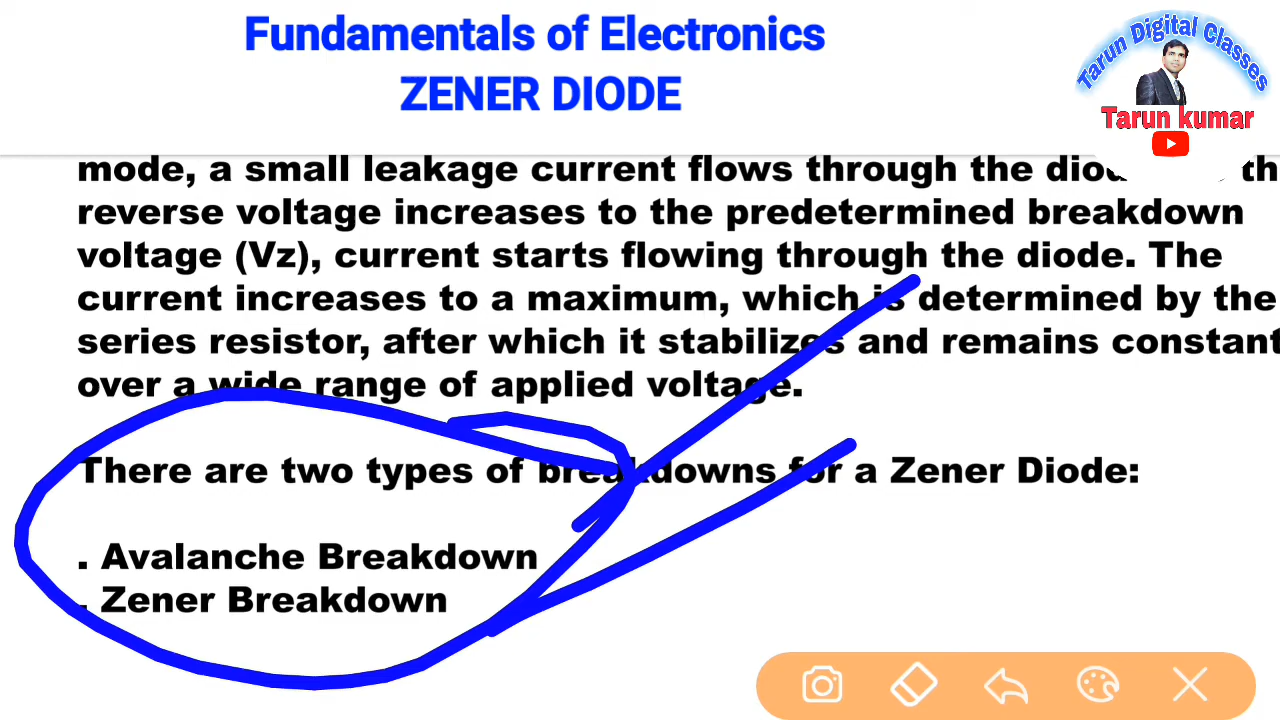 Fundamentals of Electronics
ZENER DIODE
Tarun Digital Classes
Tarun kumar
mode, a small leakage current flows through the
reverse voltage increases to the predetermined breakdown
voltage (Vz), current starts flowing through the diode. The
current increases to a maximum, which is determined by the
series resistor, after which it stabilizes and remains constant
over a wide range of applied voltage.
There are two types of breakdowns for a Zener Diode:
. Avalanche Breakdown
. Zener Breakdown